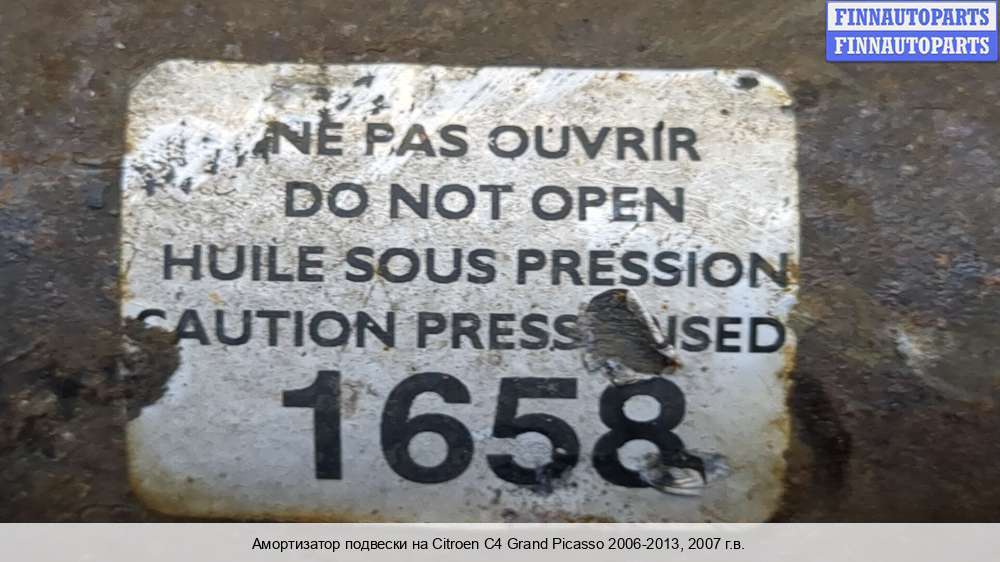 FINNAUTOPARTS
FINNAUTOPARTS
NE PAS OUVRIR
DO NOT OPEN
HUILE SOUS PRESSION
CAUTION
1658
Амортизатор подвески на Citroen C4 Grand Picasso 2006-2013, 2007 г.в.